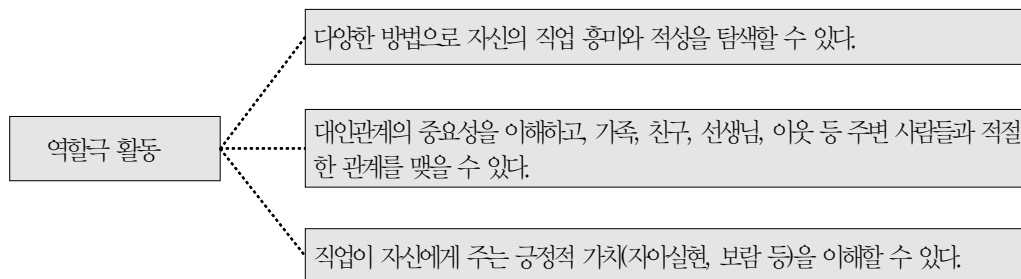 다양한 방법으로 자신의 직업 흥미와 적성을 탐색할 수 있다.
역할극 활동
대인관계의 중요성을 이해하고, 가족, 친구, 선생님, 이웃 등 주변 사람들과 적절
한 관계를 맺을 수 있다.
직업이 자신에게 주는 긍정적 가치(자아실현, 보람 등)을 이해할 수 있다.